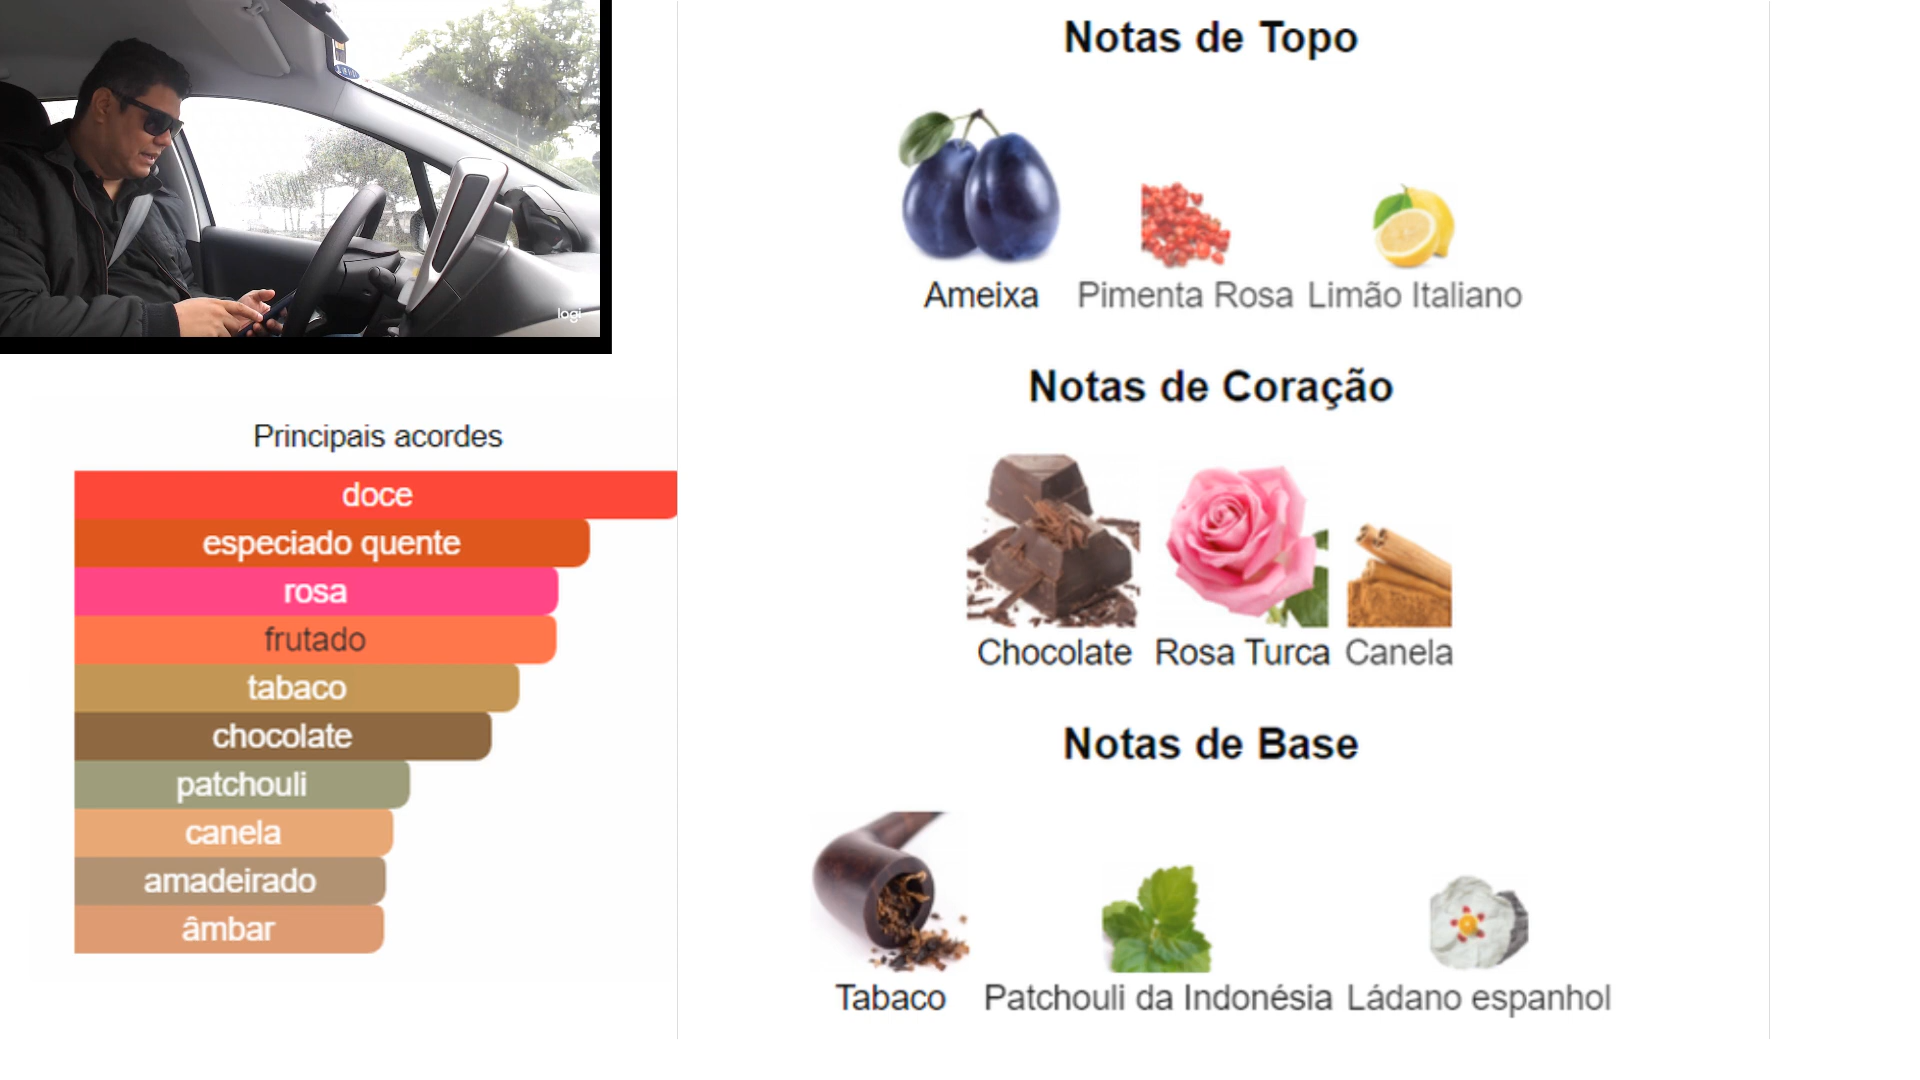 logi
Principais acordes
doce
especiado quente
rosa
frutado
tabaco
chocolate
patchouli
canela
amadeirado
âmbar
Notas de Topo
Ameixa Pimenta Rosa Limão Italiano
Notas de Coração
Chocolate Rosa Turca Canela
Notas de Base
Tabaco Patchouli da Indonésia Ládano espanhol